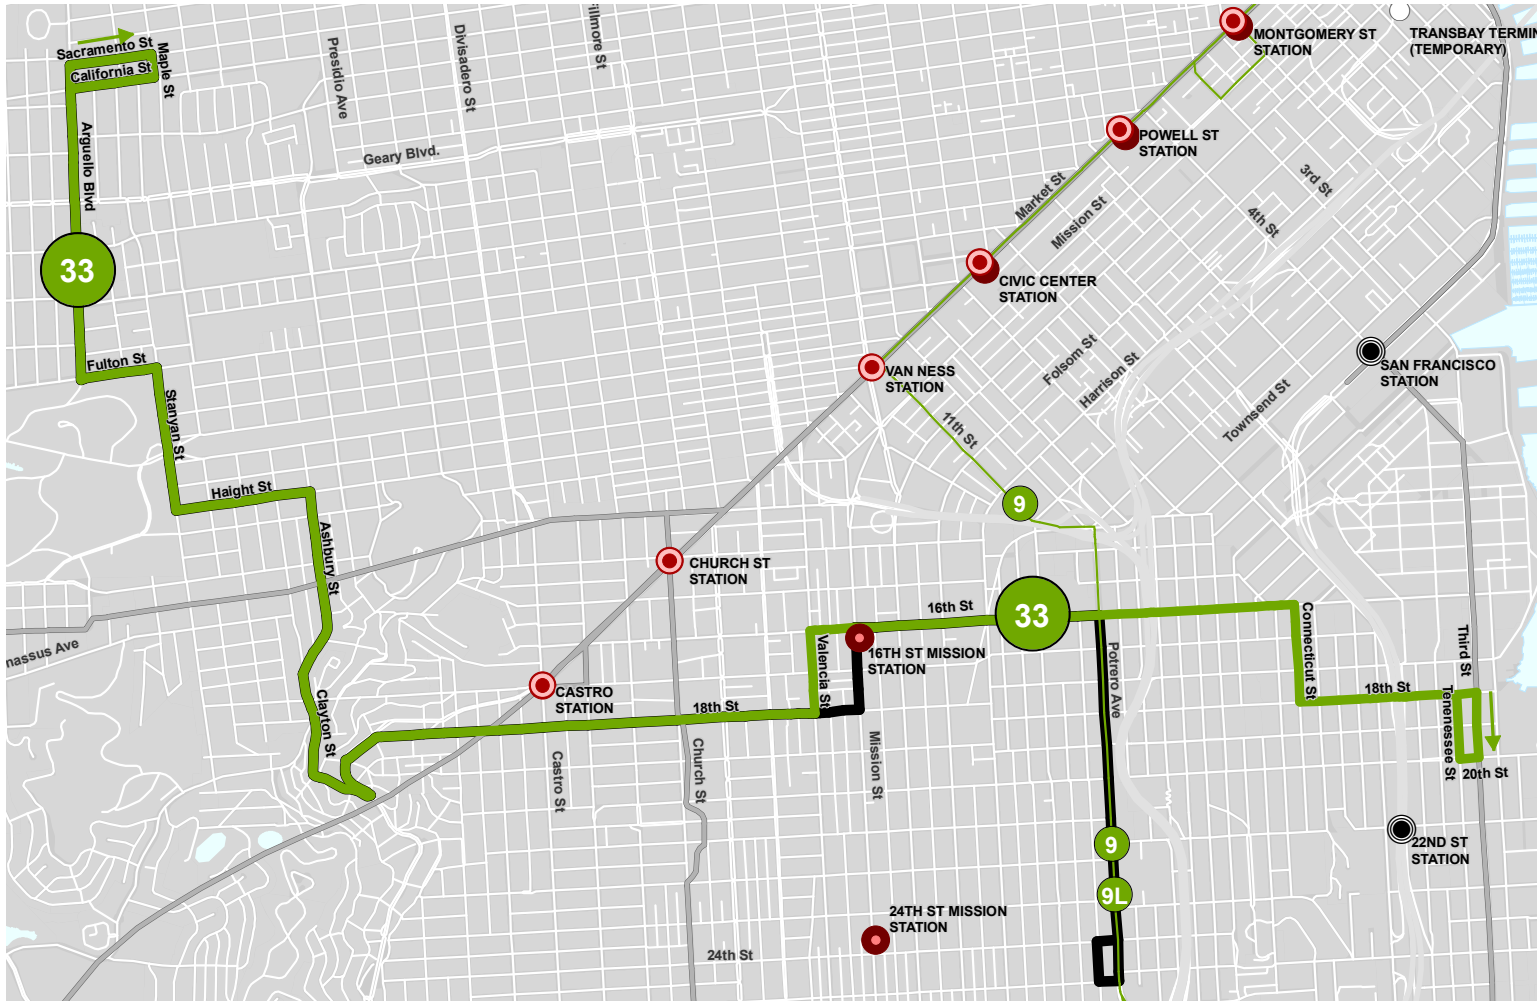 Sacramento St
California St
Maple St
Presidio Ave
Divisadero St
Fillmore St
MONTGOMERY ST
STATION
TRANSBAY TERMIN
(TEMPORARY)
Arguello Blvd
Geary Blvd.
POWELL ST
STATION
Market St
Mission St
3rd St
4th St
33
CIVIC CENTER
STATION
Fulton St
Stanyan St
VAN NESS
STATION
Folsom St
Harrison St
Townsend St
SAN FRANCISCO
STATION
11th St
Haight St
9
Ashbury St
CHURCH ST
STATION
16th St
33
nassus Ave
Valencia St
16TH ST MISSION
STATION
Potrero Ave
Connecticut St
Third St
CASTRO
STATION
Clayton St
18th St
18th St
Tenenessee St
20th St
Castro St
Church St
Mission St
9
22ND ST
STATION
9L
24TH ST MISSION
STATION
24th St